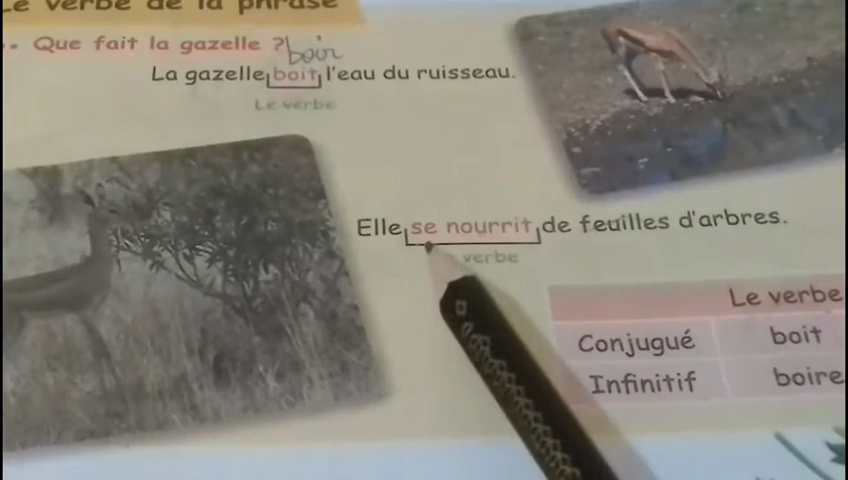 Le verbe de la phrase
Que fait la gazelle ?
boir
La gazelle boit l'eau du ruisseau.
Le verbe
Elle se nourrit de feuilles d'arbres.
verbe
Le verbe
Conjugué boit
Infinitif boire